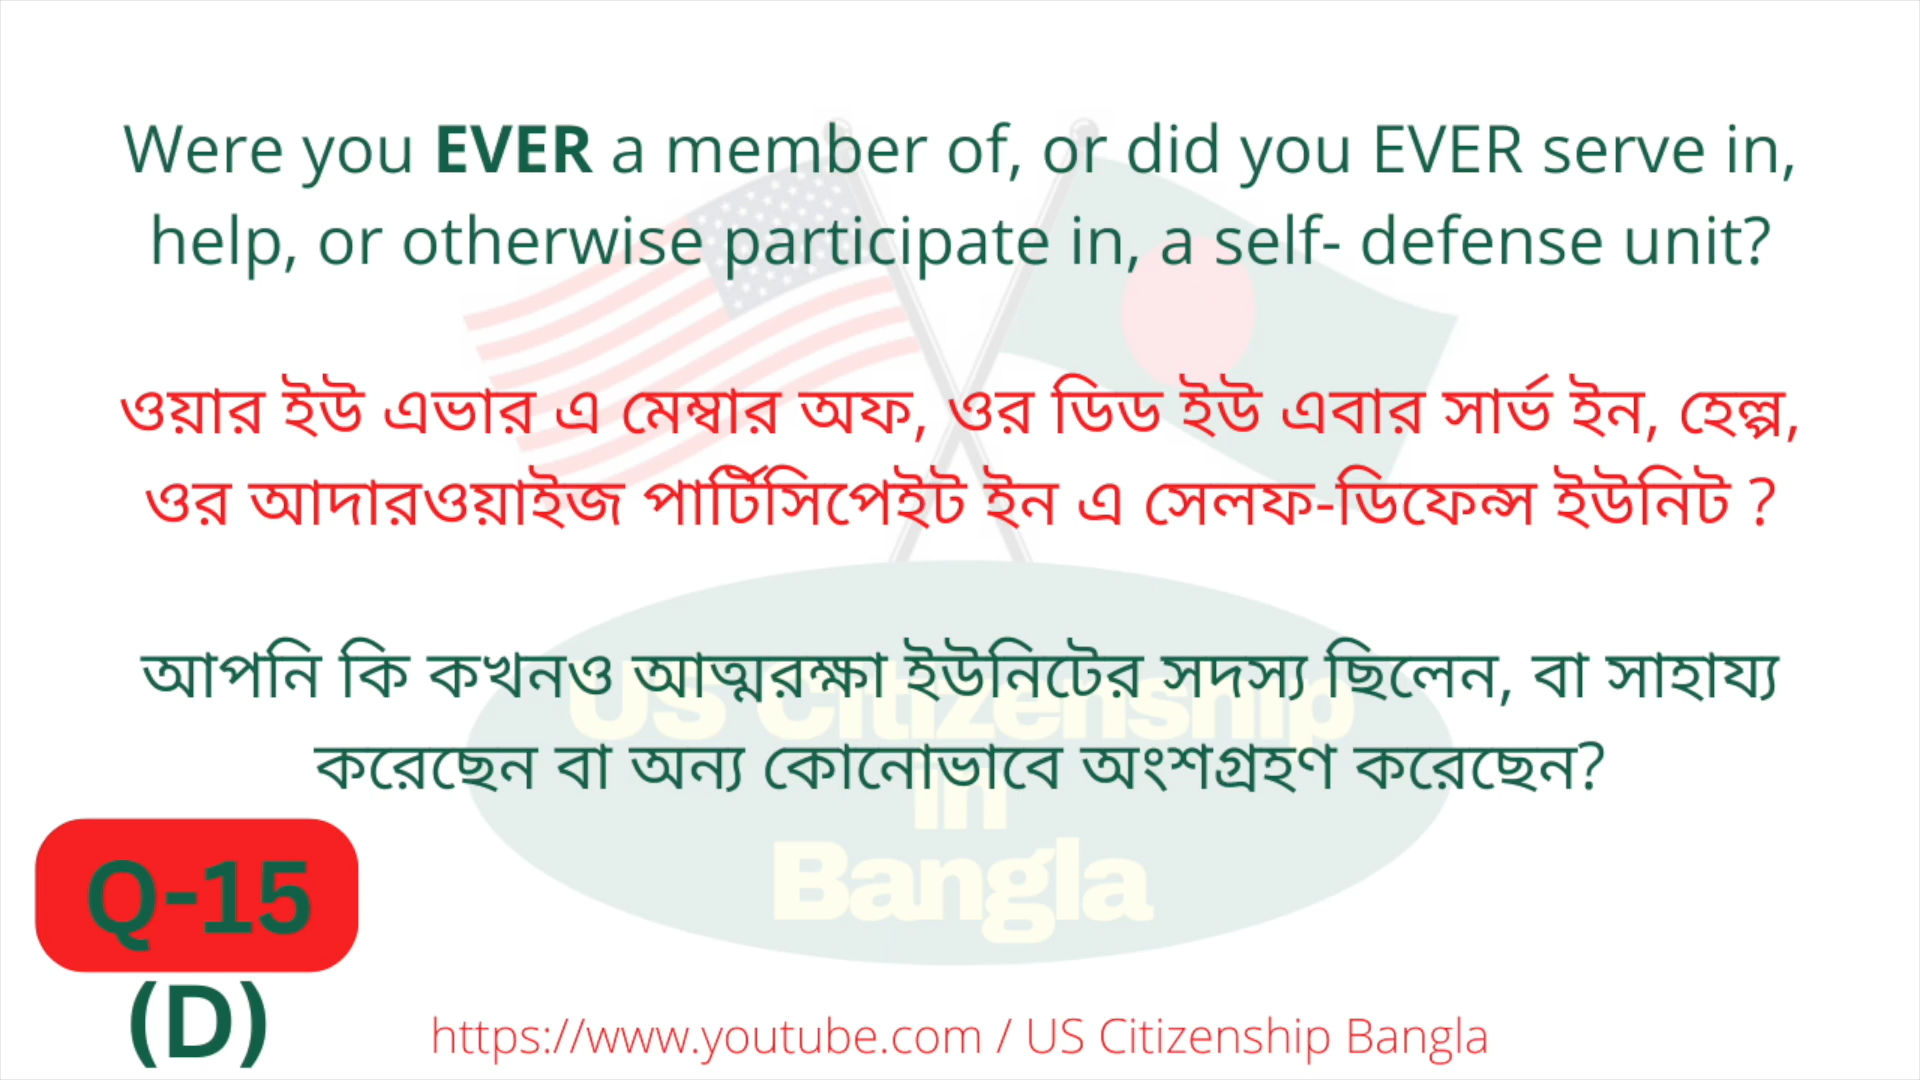 Were you EVER a member of, or did you EVER serve in,
help, or otherwise participate in, a self- defense unit?
ওয়ার ইউ এভার এ মেম্বার অফ, ওর ডিড ইউ এবার সার্ভ ইন, হেল্প,
ওর আদারওয়াইজ পার্টিসিপেইট ইন এ সেলফ-ডিফেন্স ইউনিট ?
আপনি কি কখনও আত্মরক্ষা ইউনিটের সদস্য ছিলেন, বা সাহায্য
করেছেন বা অন্য কোনোভাবে অংশগ্রহণ করেছেন?
US Citizenship
in
Bangla
Q-15
(D)
https://www.youtube.com / US Citizenship Bangla